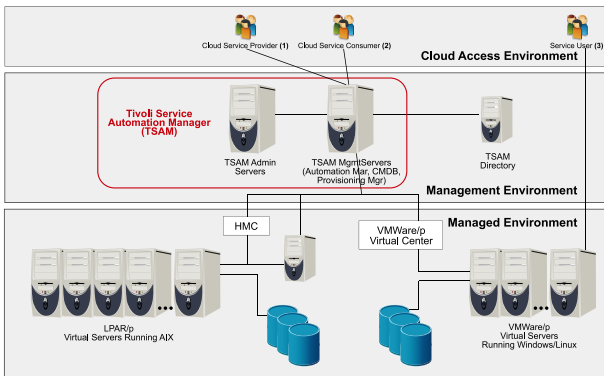 Cloud Service Provider (1)
Cloud Service Consumer (2)
Service User (3)
Cloud Access Environment
Tivoli Service
Automation Manager
(TSAM)
TSAM Admin
Servers
TSAM MgmtServers
(Automation Mar, CMDB,
Provisioning Mgr)
TSAM
Directory
Management Environment
Managed Environment
HMC
VMWare/p
Virtual Center
LPAR/p
Virtual Servers Running AIX
VMWare/p
Virtual Servers
Running Windows/Linux